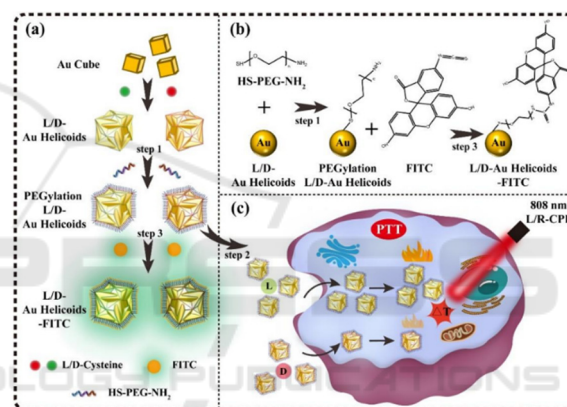 (a)
Au Cube
L/D-
Au Helicoids
step 1
PEGylation
L/D-Au
Helicoids
step 3
L/D-
Au Helicoids
-FITC
L/D-Cysteine
FITC
HS-PEG-NH₂
step 2
(b)
SH
O
NH₂
n
HS-PEG-NH₂
+
Au
L/D-
Au Helicoids
step 1
Au
PEGylation
L/D-Au Helicoids
+
FITC
step 3
Au
L/D-Au Helicoids
-FITC
(c)
808 nm
L/R-CPL
PTT
L
D
ΔT